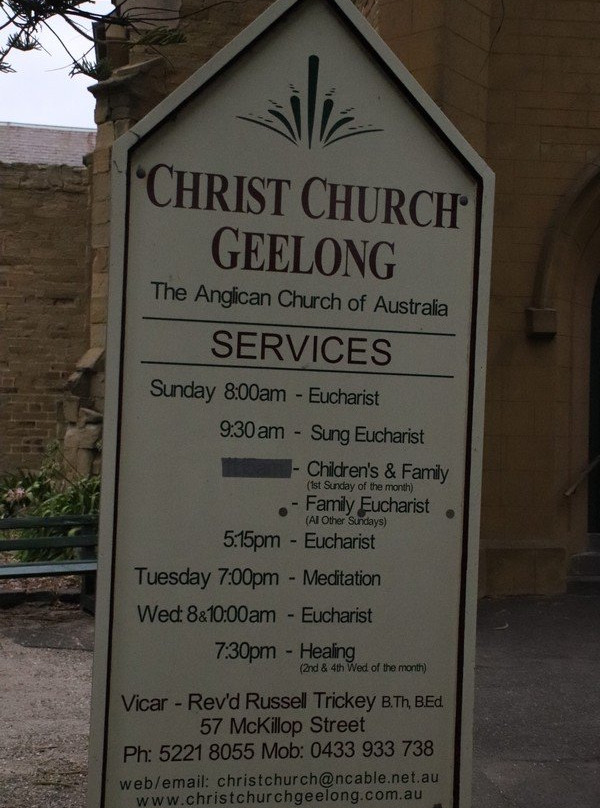 CHRIST CHURCH
GEELONG
The Anglican Church of Australia
SERVICES
Sunday 8:00am - Eucharist
9:30am - Sung Eucharist
- Children's & Family
(1st Sunday of the month)
- Family Eucharist
(All Other Sundays)
5:15pm - Eucharist
Tuesday 7:00pm - Meditation
Wed: 8&10:00am - Eucharist
7:30pm - Healing
(2nd & 4th Wed. of the month)
Vicar - Rev'd Russell Trickey B.Th, B.Ed.
57 McKillop Street
Ph: 5221 8055 Mob: 0433 933 738
web/email: christchurch@ncable.net.au
www.christchurchgeelong.com.au